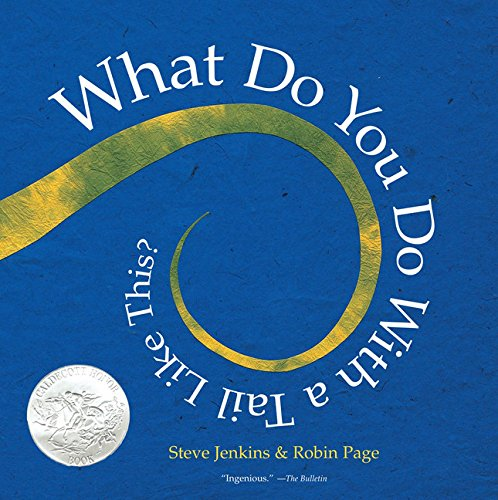 What Do You Do With a Tail Like This?
CALDECOTT HONOR
BOOK
Steve Jenkins & Robin Page
“Ingenious.” —The Bulletin